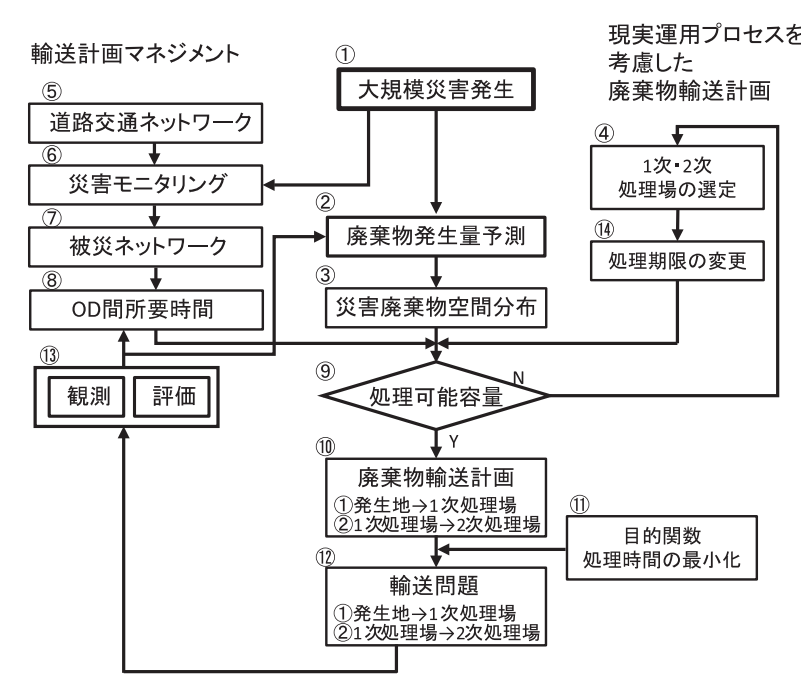 輸送計画マネジメント
現実運用プロセスを
考慮した
廃棄物輸送計画
①
大規模災害発生
⑤
道路交通ネットワーク
⑥
災害モニタリング
⑦
被災ネットワーク
⑧
OD間所要時間
⑬
観測
評価
②
廃棄物発生量予測
③
災害廃棄物空間分布
④
1次・2次
処理場の選定
⑭
処理期限の変更
⑨
処理可能容量
N
Y
⑩
廃棄物輸送計画
①発生地→1次処理場
②1次処理場→2次処理場
⑪
目的関数
処理時間の最小化
⑫
輸送問題
①発生地→1次処理場
②1次処理場→2次処理場